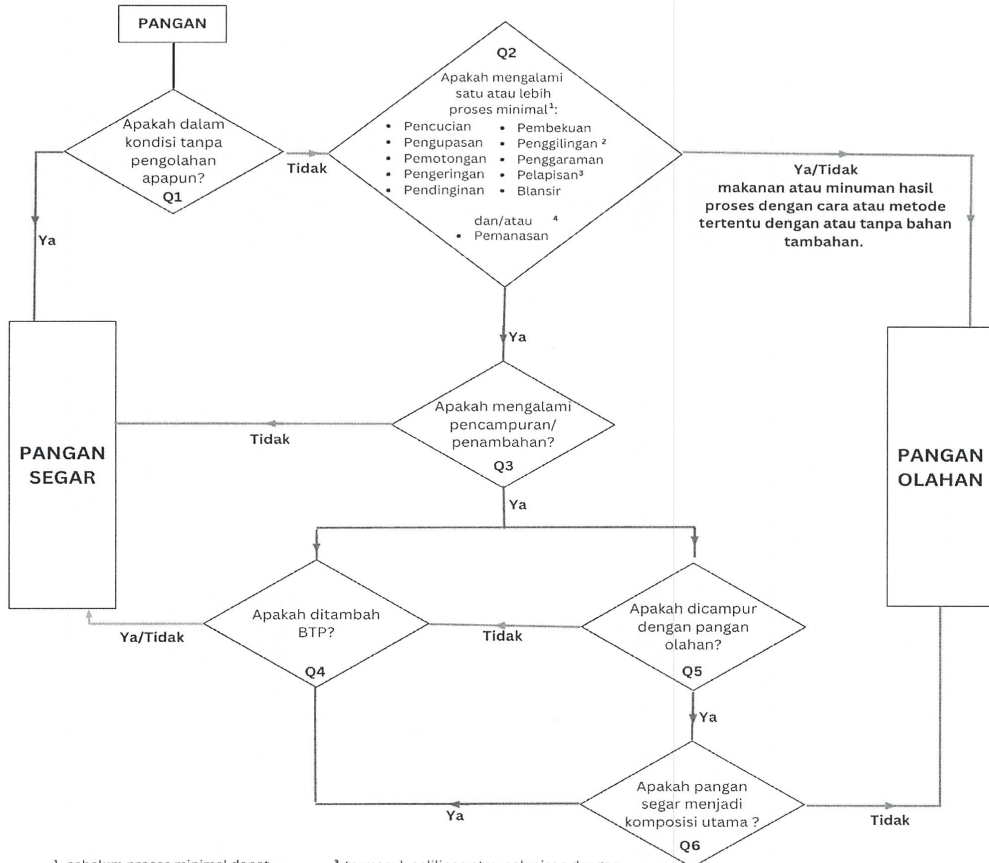 PANGAN
Apakah dalam
kondisi tanpa
pengolahan
apapun?
Q1
Tidak
Ya
Q2
Apakah mengalami
satu atau lebih
proses minimal¹:
• Pencucian
• Pengupasan
• Pemotongan
• Pengeringan
• Pendinginan
• Pembekuan
• Penggilingan ²
• Penggaraman
• Pelapisan³
• Blansir
dan/atau ⁴
• Pemanasan
Ya/Tidak
makanan atau minuman hasil
proses dengan cara atau metode
tertentu dengan atau tanpa bahan
tambahan.
Ya
Apakah mengalami
pencampuran/
penambahan?
Q3
Tidak
Ya
PANGAN
SEGAR
PANGAN
OLAHAN
Apakah ditambah
BTP?
Q4
Ya/Tidak
Apakah dicampur
dengan pangan
olahan?
Q5
Tidak
Ya
Apakah pangan
segar menjadi
komposisi utama ?
Q6
Ya
Tidak